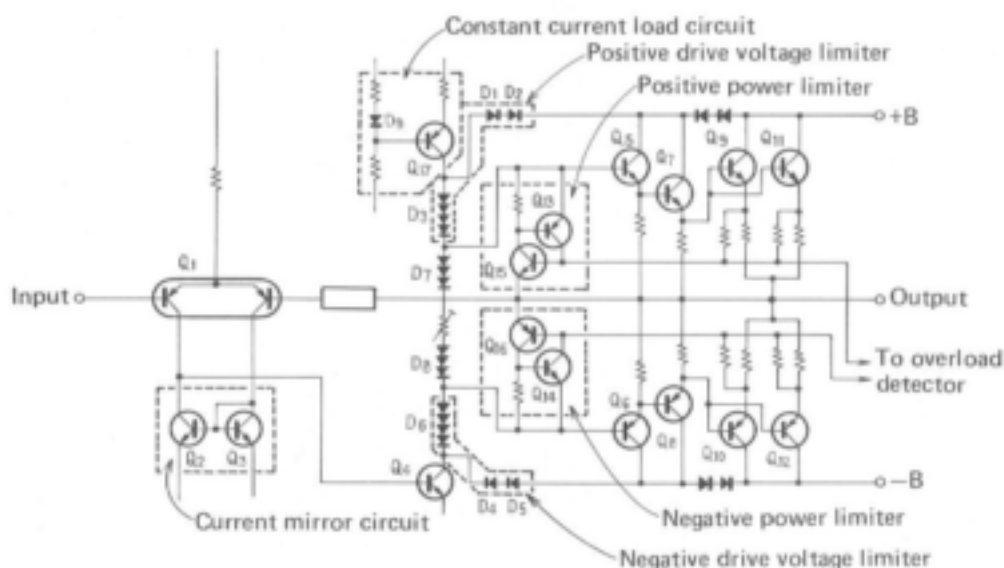 Constant current load circuit
Positive drive voltage limiter
Positive power limiter
D1 D2
+B
D9
Q17
Q5
Q7
Q9
Q11
D3
Q13
Q15
D7
Q1
Input
Output
D8
Q16
Q14
To overload
detector
D6
Q6
Q8
Q10
Q12
Q2
Q3
Q4
D4 D5
−B
Current mirror circuit
Negative power limiter
Negative drive voltage limiter